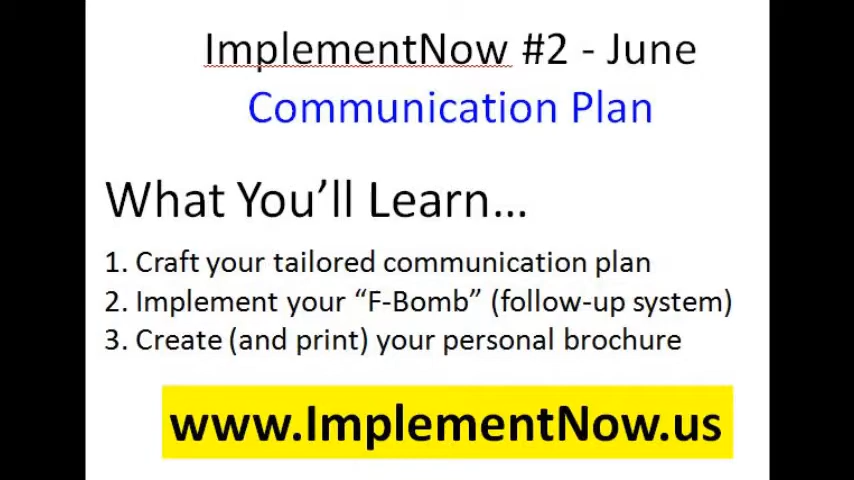 ImplementNow #2 - June
Communication Plan
What You’ll Learn...
1. Craft your tailored communication plan
2. Implement your “F-Bomb” (follow-up system)
3. Create (and print) your personal brochure
www.ImplementNow.us